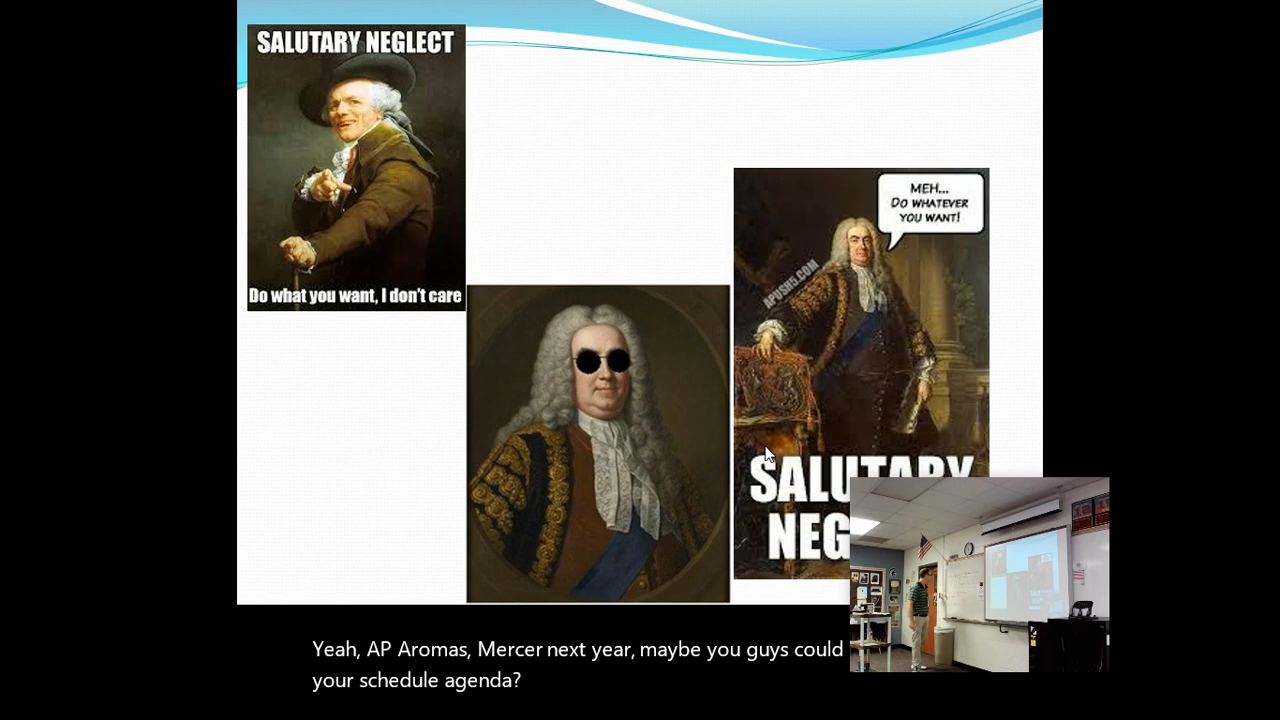 SALUTARY NEGLECT
Do what you want, I don't care
MEH...
DO WHATEVER
YOU WANT!
APUSH5.COM
SALUTARY
NEG
Yeah, AP Aromas, Mercer next year, maybe you guys could
your schedule agenda?